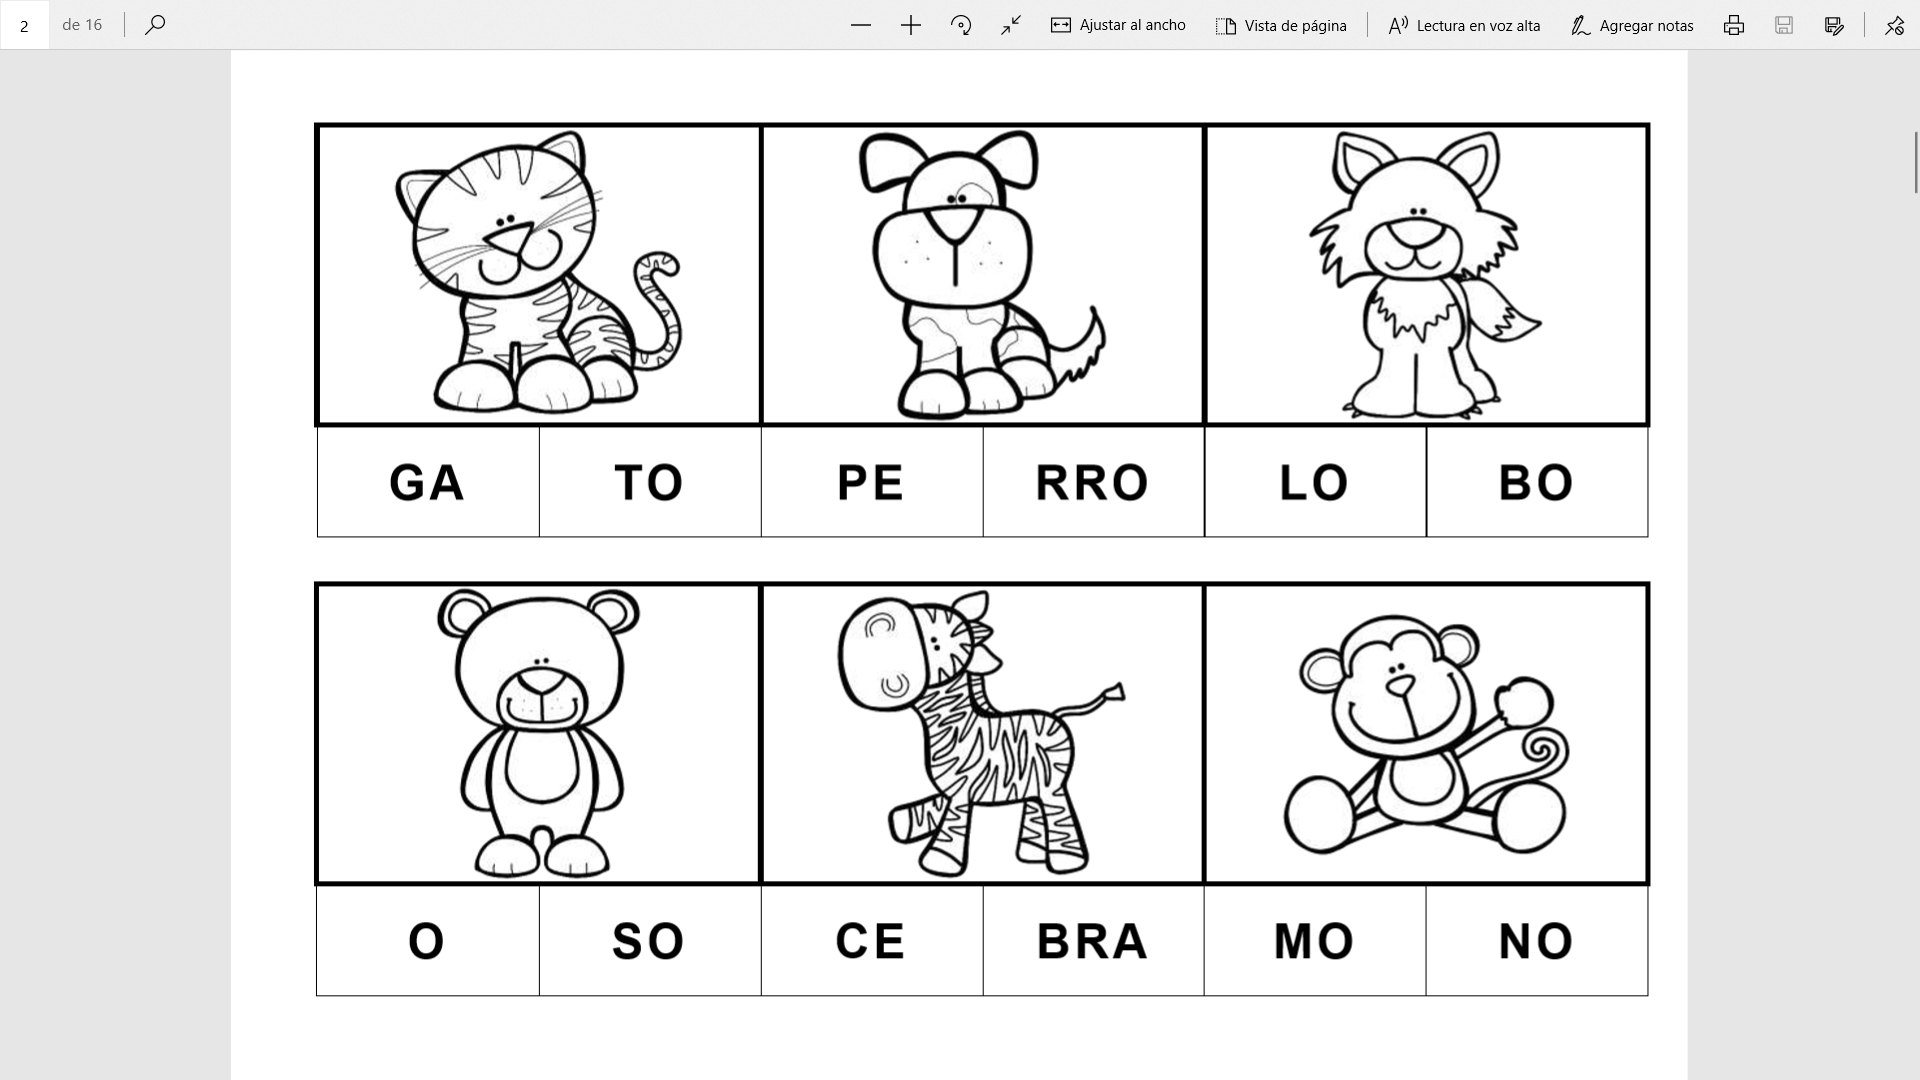 2 de 16 Ajustar al ancho Vista de página Lectura en voz alta Agregar notas
GA TO PE RRO LO BO
O SO CE BRA MO NO